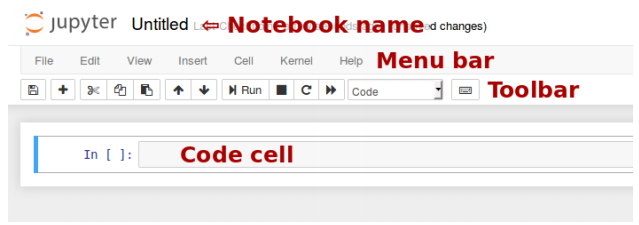 jupyter Untitled ⇐ Notebook name d changes)
File Edit View Insert Cell Kernel Help Menu bar
Run Code Toolbar
In [ ]: Code cell